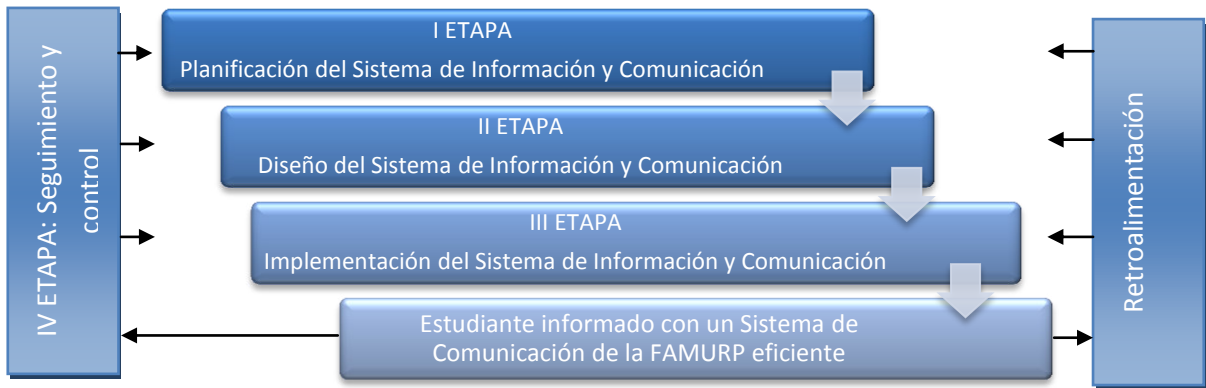 IV ETAPA: Seguimiento y
control
I ETAPA
Planificación del Sistema de Información y Comunicación
II ETAPA
Diseño del Sistema de Información y Comunicación
III ETAPA
Implementación del Sistema de Información y Comunicación
Estudiante informado con un Sistema de
Comunicación de la FAMURP eficiente
Retroalimentación